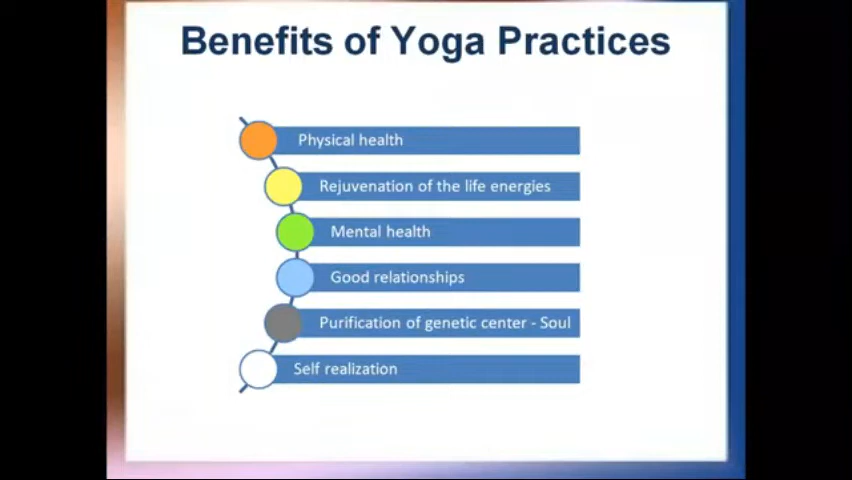 Benefits of Yoga Practices
Physical health
Rejuvenation of the life energies
Mental health
Good relationships
Purification of genetic center - Soul
Self realization